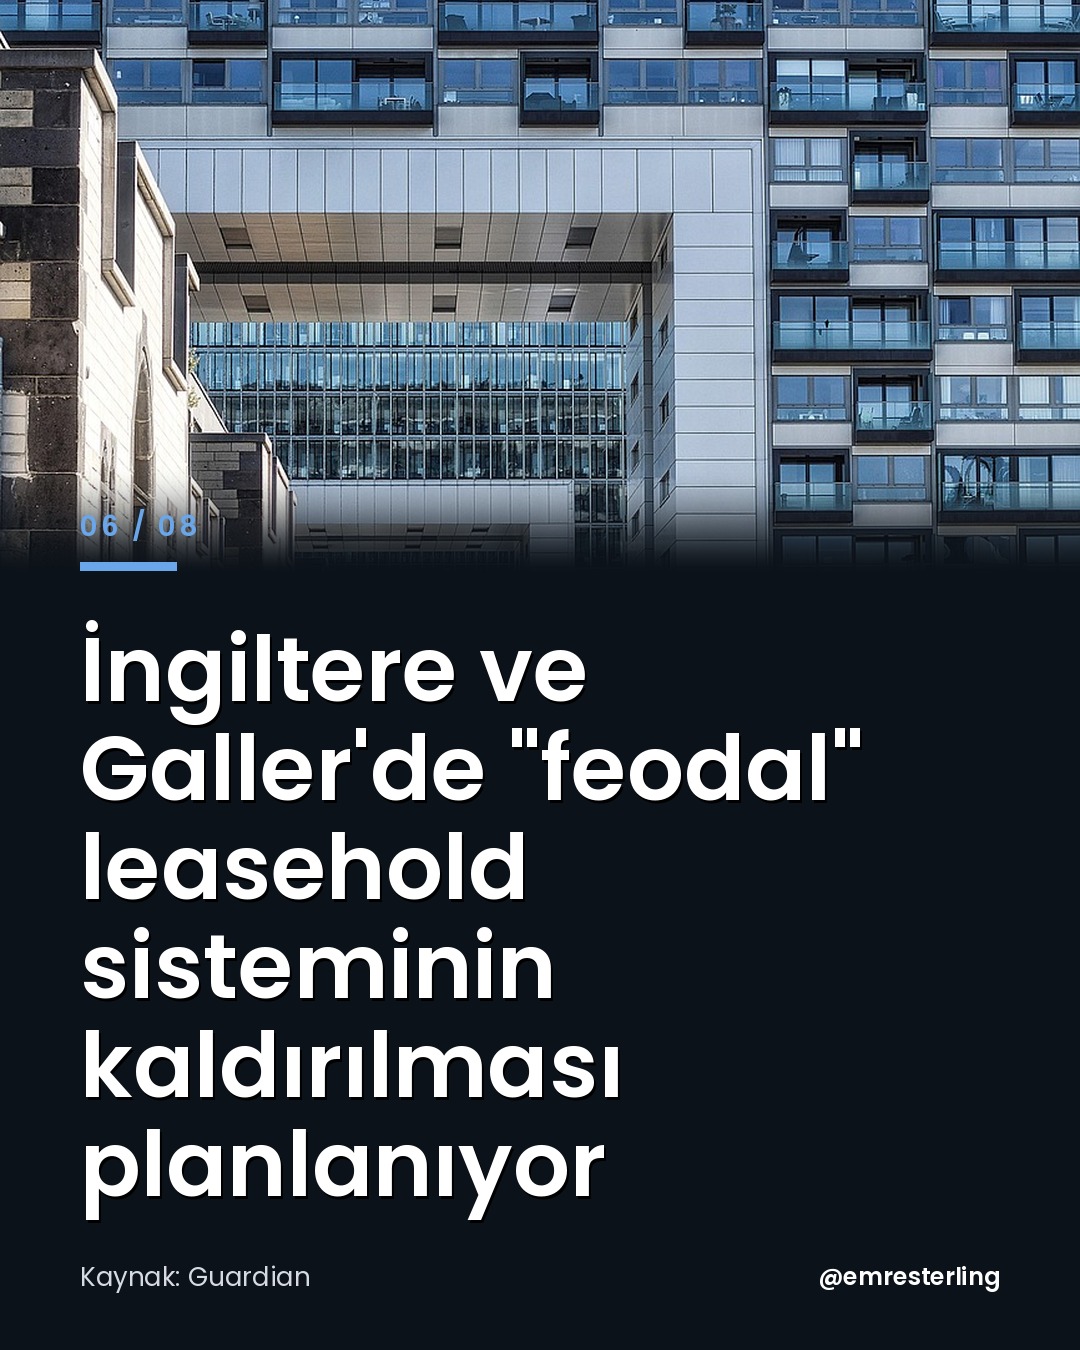 06 / 08
İngiltere ve
Galler'de "feodal"
leasehold
sisteminin
kaldırılması
planlanıyor
Kaynak: Guardian
@emresterling